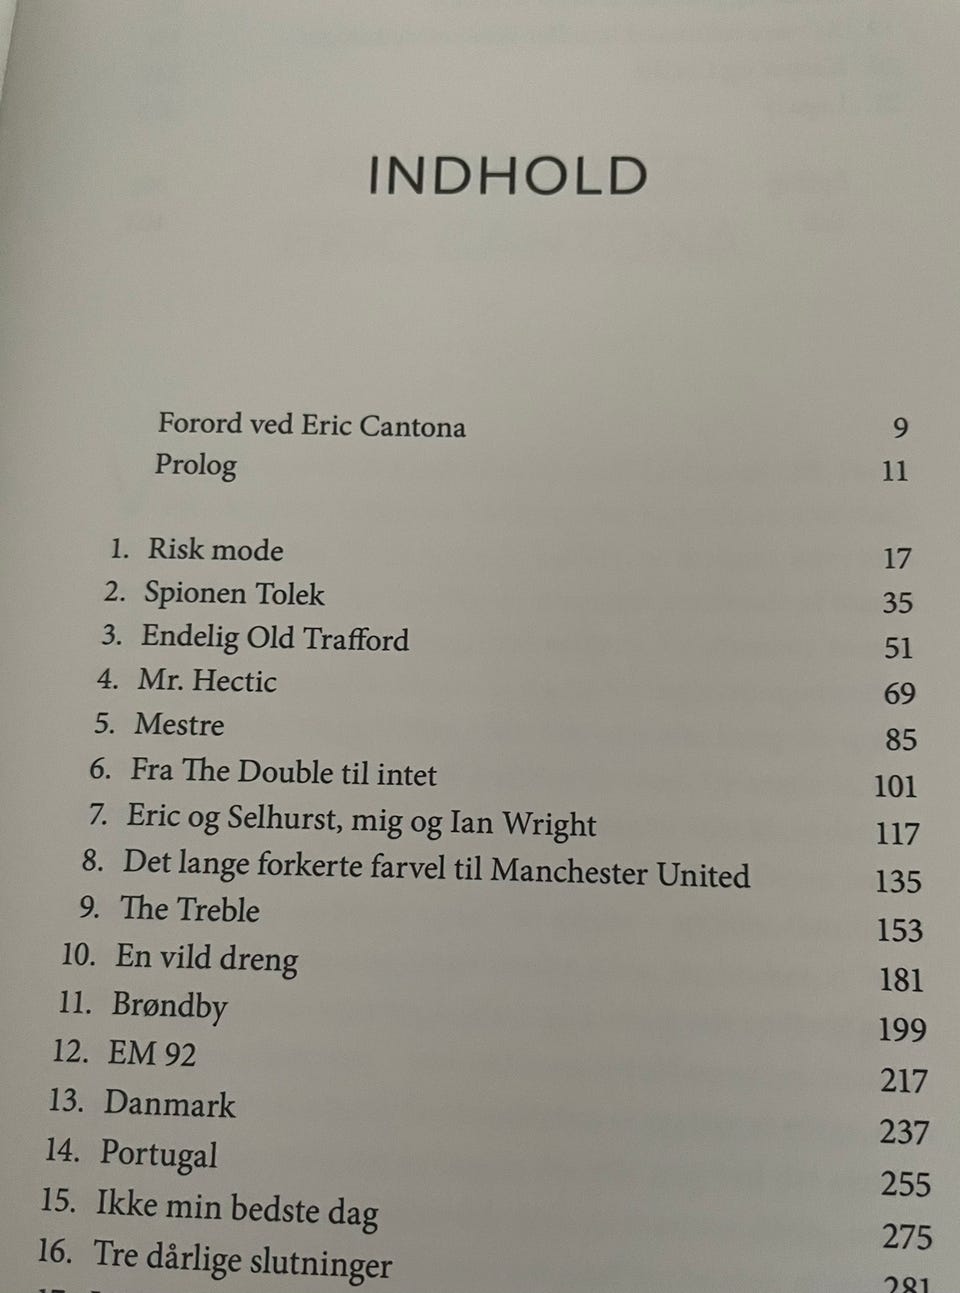 INDHOLD
Forord ved Eric Cantona 9
Prolog 11
1. Risk mode 17
2. Spionen Tolek 35
3. Endelig Old Trafford 51
4. Mr. Hectic 69
5. Mestre 85
6. Fra The Double til intet 101
7. Eric og Selhurst, mig og Ian Wright 117
8. Det lange forkerte farvel til Manchester United 135
9. The Treble 153
10. En vild dreng 181
11. Brøndby 199
12. EM 92 217
13. Danmark 237
14. Portugal 255
15. Ikke min bedste dag 275
16. Tre dårlige slutninger 281